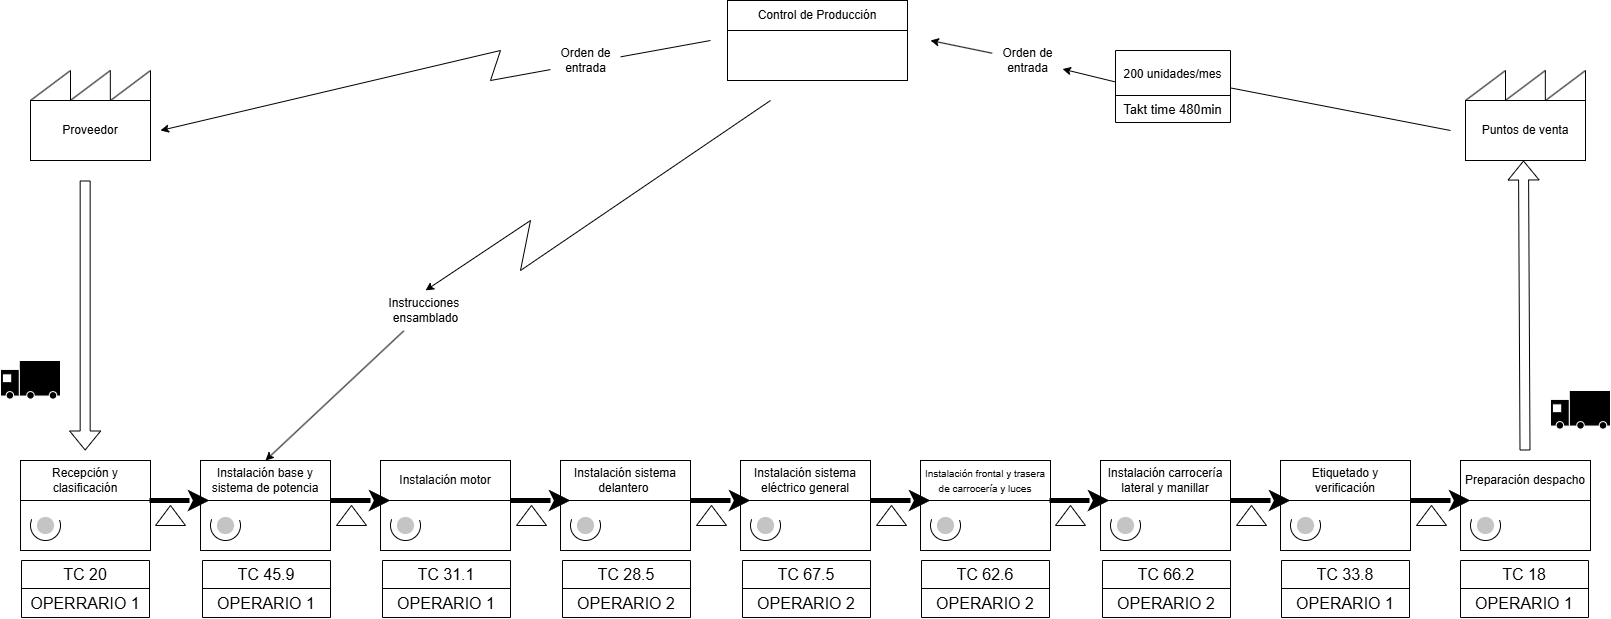 Control de Producción
Orden de
entrada
Orden de
entrada
200 unidades/mes
Takt time 480min
Proveedor
Puntos de venta
Instrucciones
ensamblado
Recepción y
clasificación
Instalación base y
sistema de potencia
Instalación motor
Instalación sistema
delantero
Instalación sistema
eléctrico general
Instalación frontal y trasera
de carrocería y luces
Instalación carrocería
lateral y manillar
Etiquetado y
verificación
Preparación despacho
TC 20
OPERRARIO 1
TC 45.9
OPERARIO 1
TC 31.1
OPERARIO 1
TC 28.5
OPERARIO 2
TC 67.5
OPERARIO 2
TC 62.6
OPERARIO 2
TC 66.2
OPERARIO 2
TC 33.8
OPERARIO 1
TC 18
OPERARIO 1